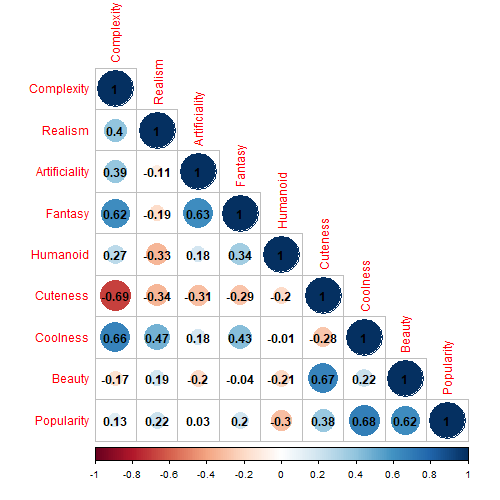 Complexity
Realism
Artificiality
Fantasy
Humanoid
Cuteness
Coolness
Beauty
Popularity
Complexity 1
Realism 0.4 1
Artificiality 0.39 -0.11 1
Fantasy 0.62 -0.19 0.63 1
Humanoid 0.27 -0.33 0.18 0.34 1
Cuteness -0.69 -0.34 -0.31 -0.29 -0.2 1
Coolness 0.66 0.47 0.18 0.43 -0.01 -0.28 1
Beauty -0.17 0.19 -0.2 -0.04 -0.21 0.67 0.22 1
Popularity 0.13 0.22 0.03 0.2 -0.3 0.38 0.68 0.62 1
-1 -0.8 -0.6 -0.4 -0.2 0 0.2 0.4 0.6 0.8 1